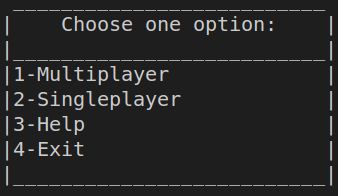 Choose one option:
1-Multiplayer
2-Singleplayer
3-Help
4-Exit